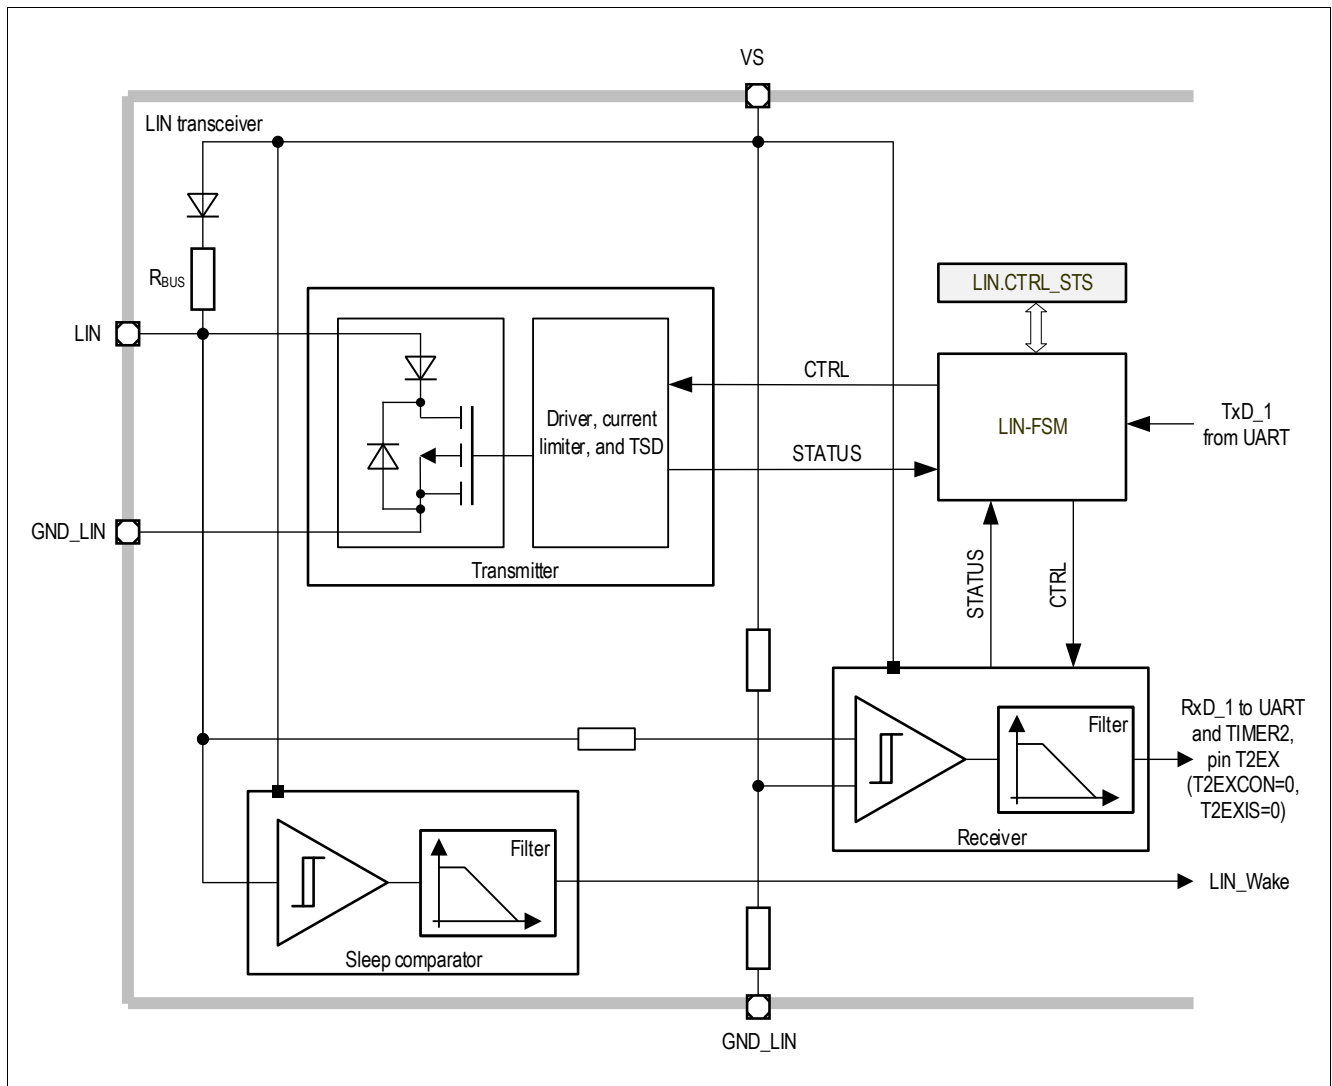 VS
LIN transceiver
RBUS
LIN.CTRL_STS
LIN
CTRL
TxD_1
from UART
Driver, current
limiter, and TSD
LIN-FSM
STATUS
GND_LIN
Transmitter
STATUS
CTRL
RxD_1 to UART
and TIMER2,
pin T2EX
(T2EXCON=0,
T2EXIS=0)
Filter
Receiver
Filter
LIN_Wake
Sleep comparator
GND_LIN